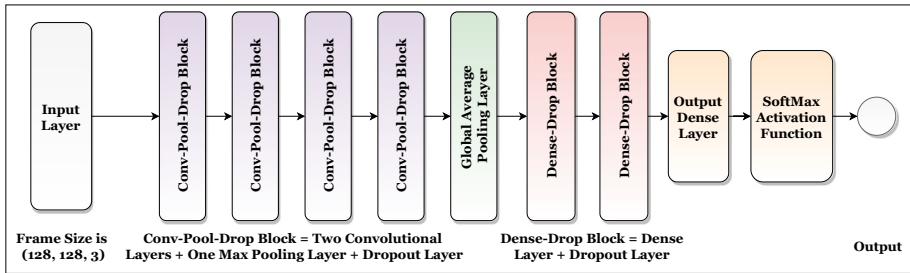 Input
Layer
Conv-Pool-Drop Block
Conv-Pool-Drop Block
Conv-Pool-Drop Block
Conv-Pool-Drop Block
Global Average
Pooling Layer
Dense-Drop Block
Dense-Drop Block
Output
Dense
Layer
SoftMax
Activation
Function
Frame Size is
(128, 128, 3)
Conv-Pool-Drop Block = Two Convolutional
Layers + One Max Pooling Layer + Dropout Layer
Dense-Drop Block = Dense
Layer + Dropout Layer
Output